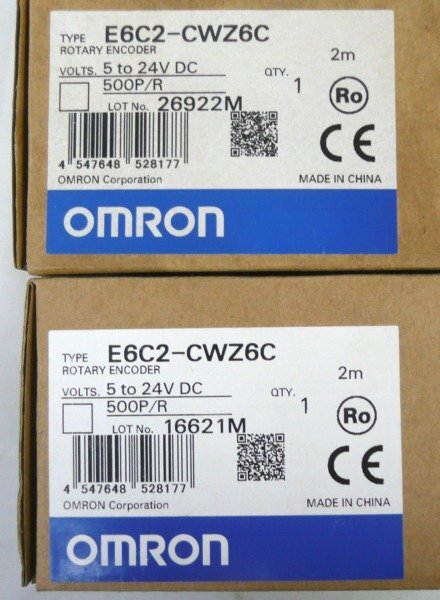 TYPE E6C2-CWZ6C
ROTARY ENCODER
2m
VOLTS. 5 to 24V DC
QTY. 1
500P/R
Ro
LOT No. 26922M
CE
4 547648 528177
OMRON Corporation
MADE IN CHINA
OMRON
TYPE E6C2-CWZ6C
ROTARY ENCODER
2m
VOLTS. 5 to 24V DC
QTY. 1
500P/R
Ro
LOT No. 16621M
CE
4 547648 528177
OMRON Corporation
MADE IN CHINA
OMRON